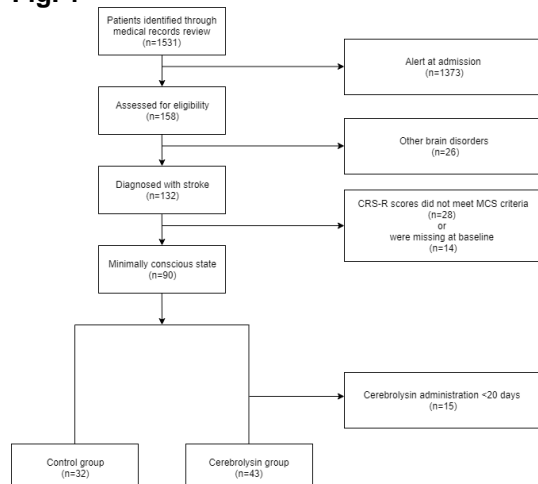 Patients identified through
medical records review
(n=1531)
Alert at admission
(n=1373)
Assessed for eligibility
(n=158)
Other brain disorders
(n=26)
Diagnosed with stroke
(n=132)
CRS-R scores did not meet MCS criteria
(n=28)
or
were missing at baseline
(n=14)
Minimally conscious state
(n=90)
Cerebrolysin administration <20 days
(n=15)
Control group
(n=32)
Cerebrolysin group
(n=43)